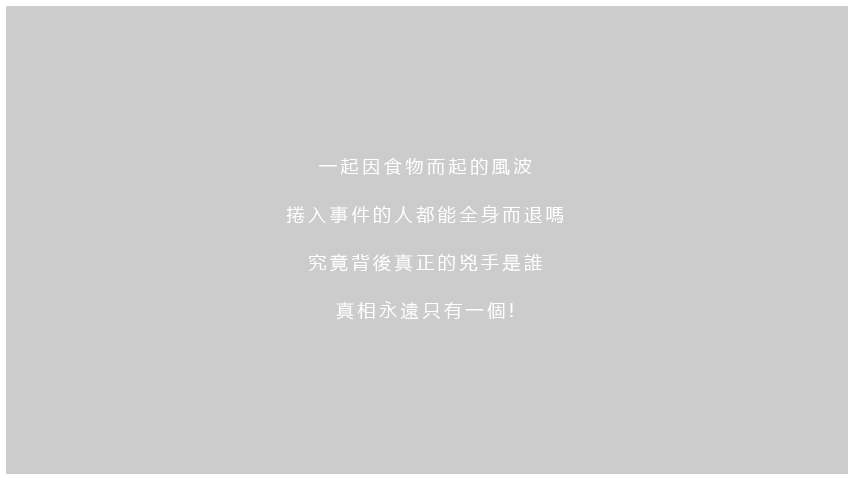 一起因食物而起的風波
捲入事件的人都能全身而退嗎
究竟背後真正的兇手是誰
真相永遠只有一個!